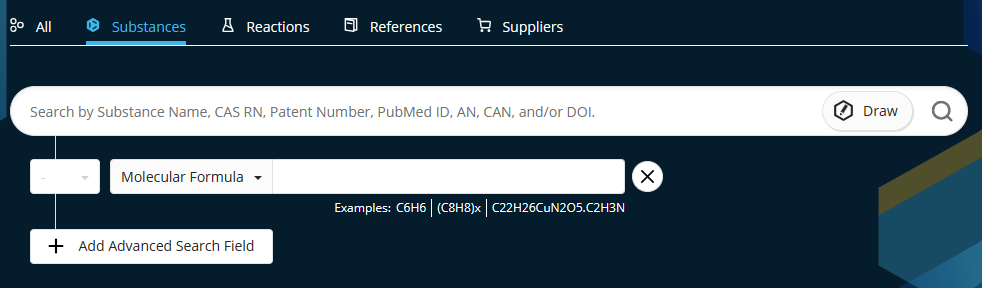 All Substances Reactions References Suppliers
Search by Substance Name, CAS RN, Patent Number, PubMed ID, AN, CAN, and/or DOI. Draw
- Molecular Formula
Examples: C6H6 | (C8H8)x | C22H26CuN2O5.C2H3N
Add Advanced Search Field